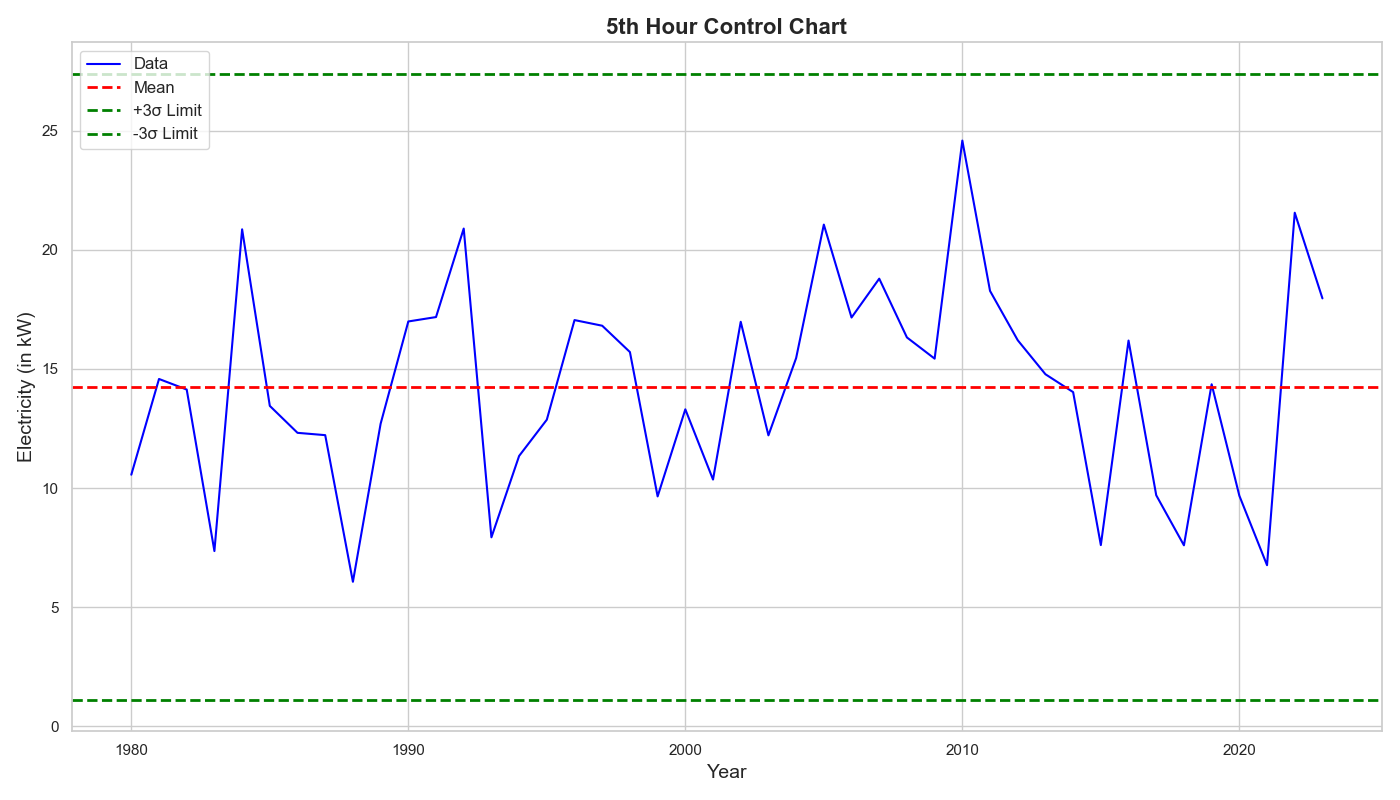 5th Hour Control Chart
Data
Mean
+3σ Limit
-3σ Limit
Electricity (in kW)
25
20
15
10
5
0
1980 1990 2000 2010 2020
Year